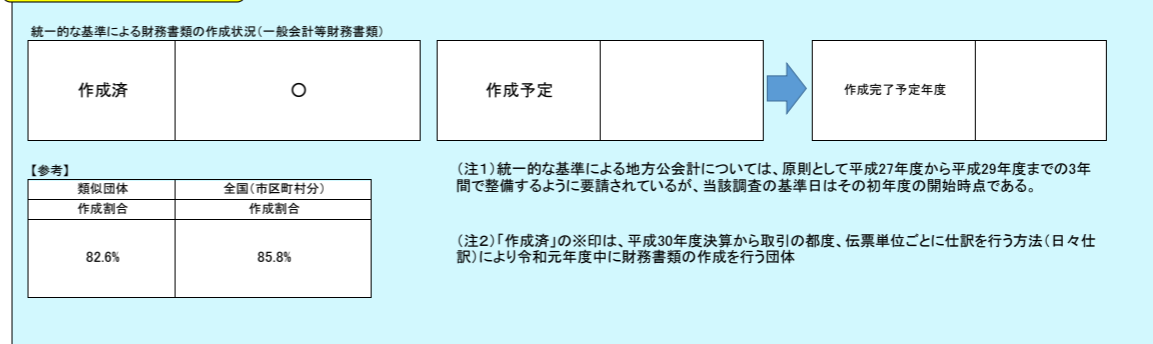 統一的な基準による財務書類の作成状況(一般会計等財務書類)
作成済
○
作成予定
作成完了予定年度
【参考】
類似団体
全国(市区町村分)
作成割合
作成割合
82.6%
85.8%
(注1)統一的な基準による地方公会計については、原則として平成27年度から平成29年度までの3年
間で整備するように要請されているが、当該調査の基準日はその初年度の開始時点である。
(注2)「作成済」の※印は、平成30年度決算から取引の都度、伝票単位ごとに仕訳を行う方法(日々仕
訳)により令和元年度中に財務書類の作成を行う団体